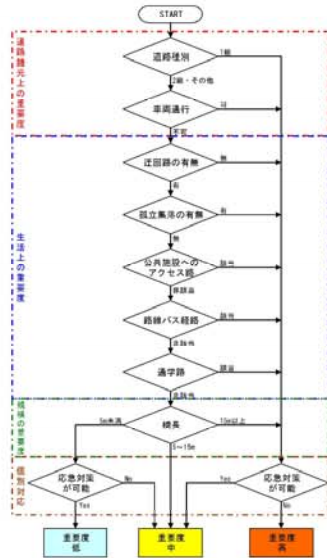 START
道路諸元上の重要度
道路種別
1級
2級・その他
車両通行
可
不可
生活上の重要度
迂回路の有無
無
有
孤立集落の有無
有
無
公共施設への
アクセス路
該当
非該当
路線バス経路
該当
非該当
通学路
該当
非該当
規模の重要度
橋長
5m未満
15m以上
5～15m
個別対応
応急対策
が可能
No
Yes
応急対策
が可能
Yes
No
重要度
低
重要度
中
重要度
高